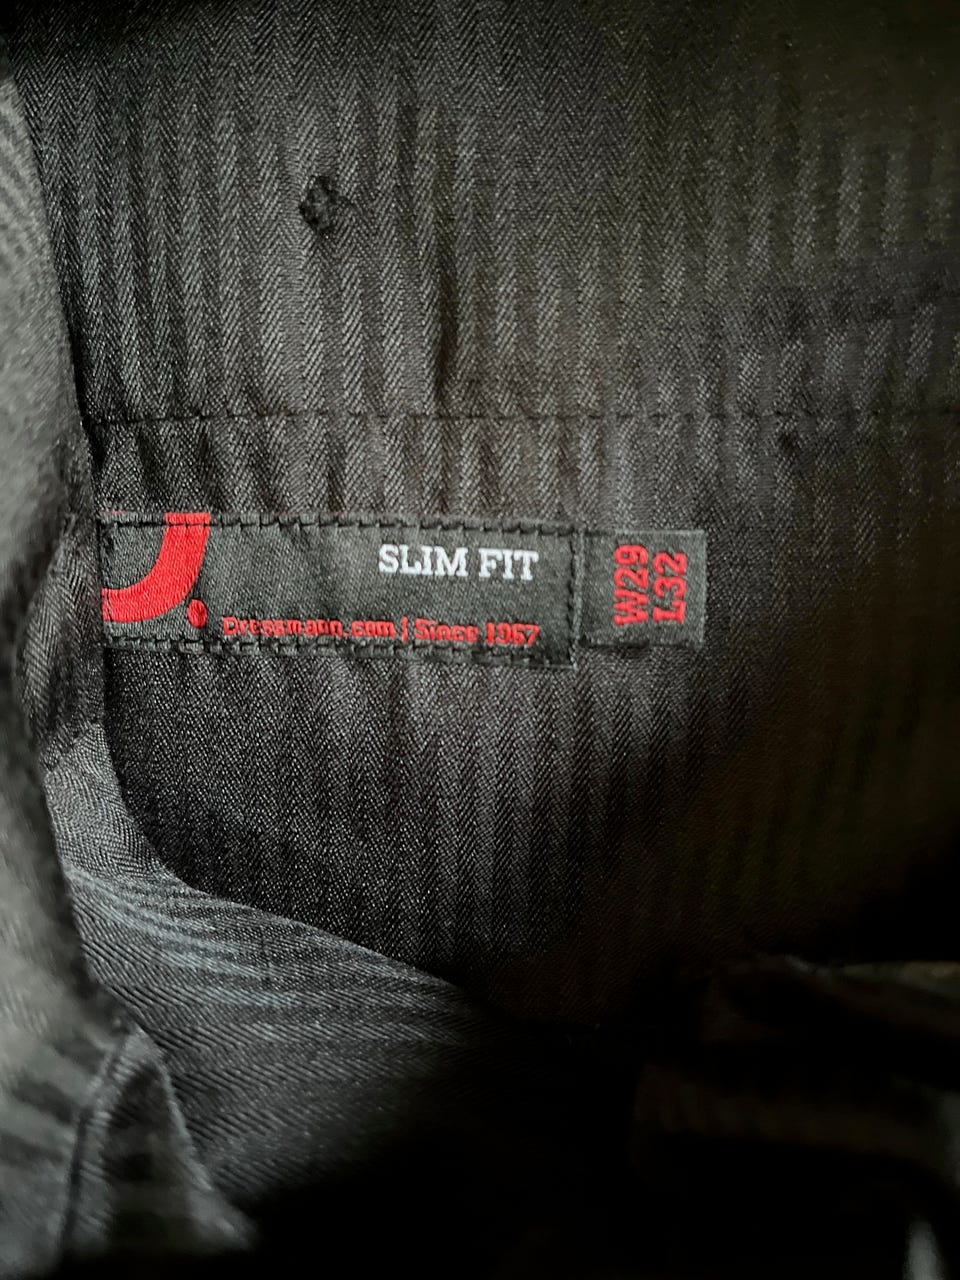 SLIM FIT
Dressmann.com | Since 1967
W29
L32